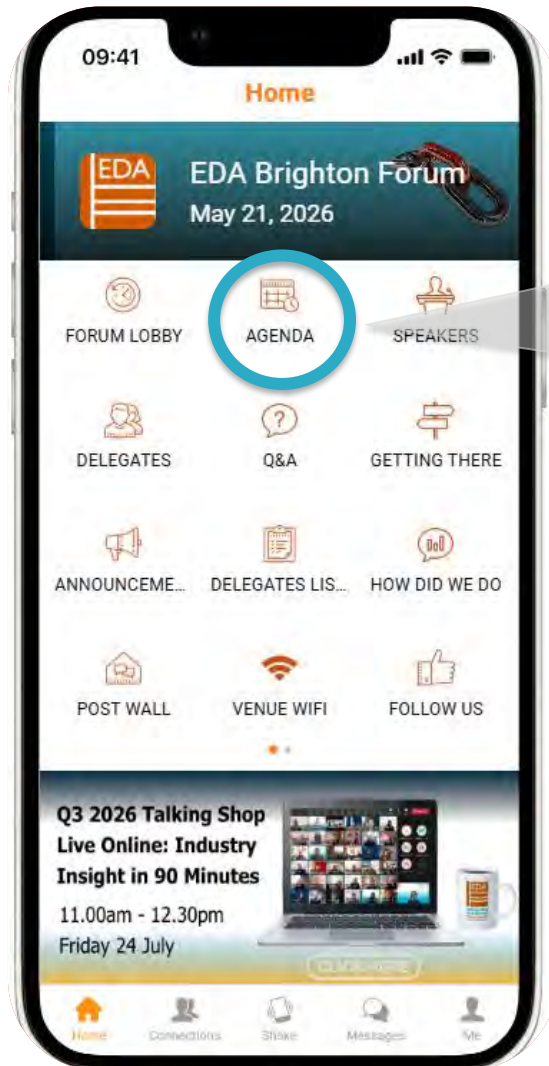 09:41
Home
EDA
EDA Brighton Forum
May 21, 2026
FORUM LOBBY
AGENDA
SPEAKERS
DELEGATES
Q&A
GETTING THERE
ANNOUNCEME...
DELEGATES LIS...
HOW DID WE DO
POST WALL
VENUE WIFI
FOLLOW US
Q3 2026 Talking Shop
Live Online: Industry
Insight in 90 Minutes
11.00am - 12.30pm
Friday 24 July
CLICK HERE
Home
Connections
Shake
Messages
Me